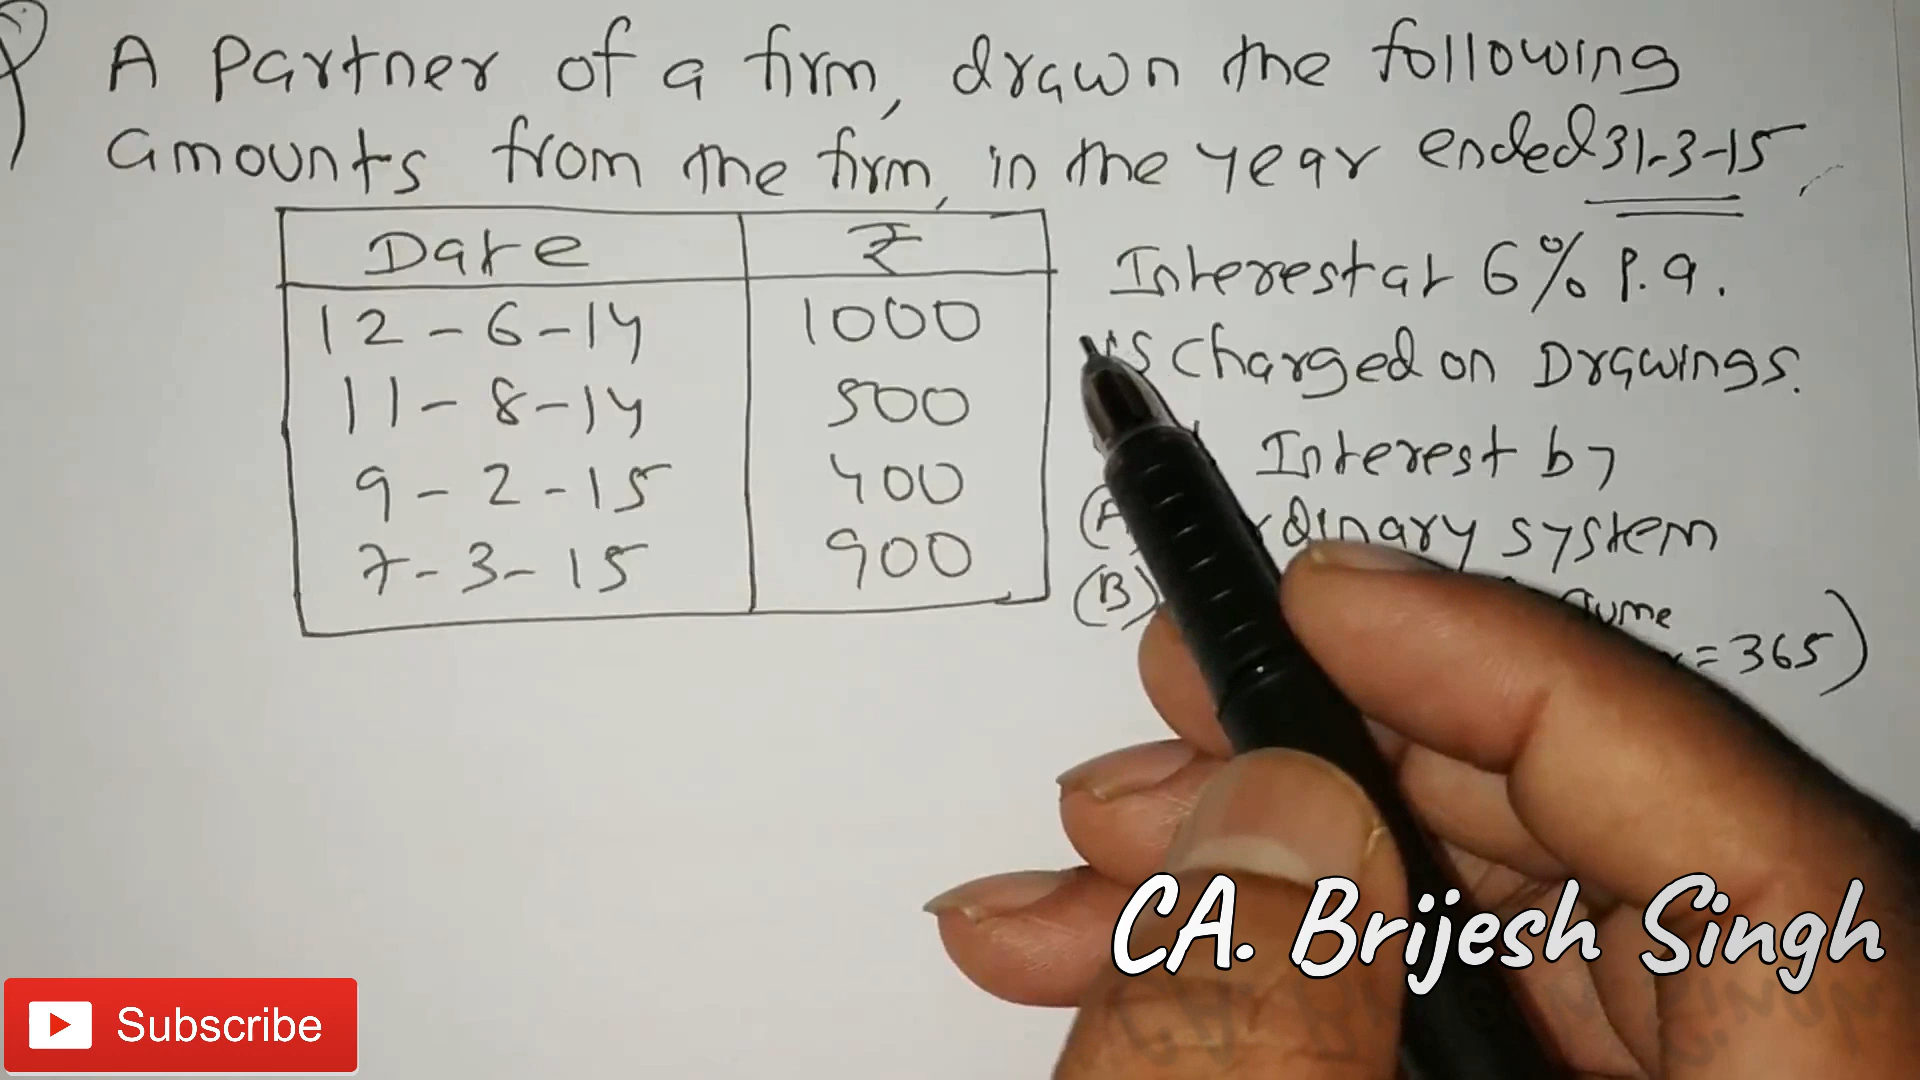 A Partner of a firm, drawn the following
amounts from the firm, in the year ended 31-3-15,
Date ₹
12-6-14 1000
11-8-14 500
9-2-15 400
7-3-15 900
Interest at 6% P.a.
is charged on Drawings.
Interest by
(A) system
(B)
= 365)
CA. Brijesh Singh
Subscribe